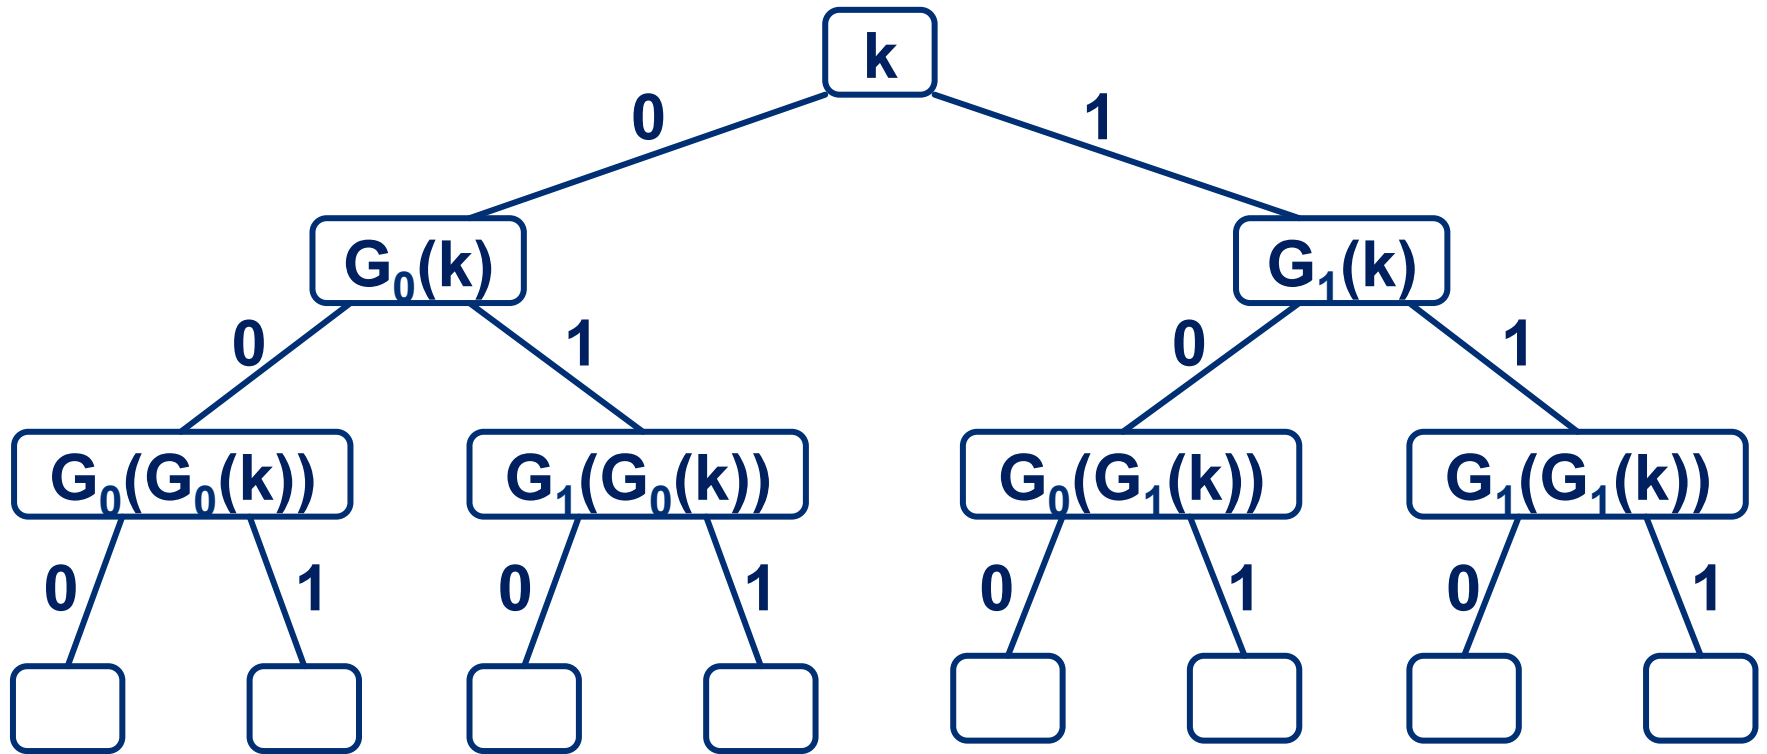 k
0 1
G₀(k) G₁(k)
0 1 0 1
G₀(G₀(k)) G₁(G₀(k)) G₀(G₁(k)) G₁(G₁(k))
0 1 0 1 0 1 0 1